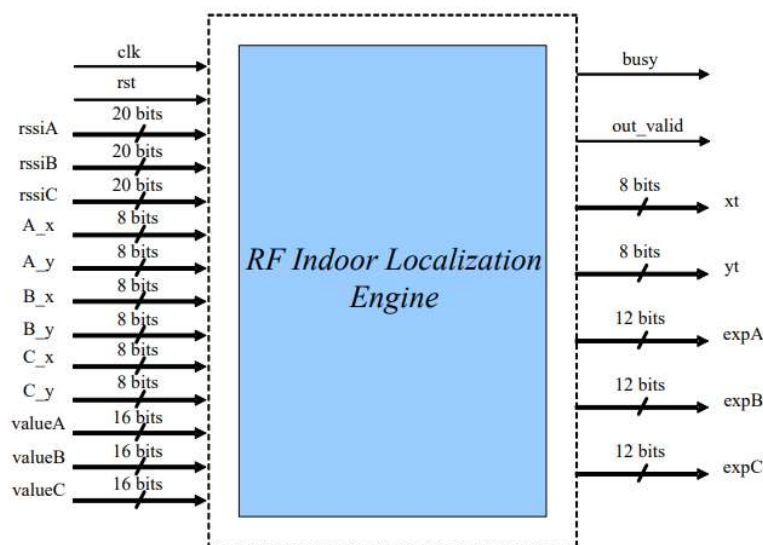 clk
rst
20 bits
rssiA
20 bits
rssiB
20 bits
rssiC
8 bits
A_x
8 bits
A_y
8 bits
B_x
8 bits
B_y
8 bits
C_x
8 bits
C_y
16 bits
valueA
16 bits
valueB
16 bits
valueC
RF Indoor Localization
Engine
busy
out_valid
8 bits
xt
8 bits
yt
12 bits
expA
12 bits
expB
12 bits
expC